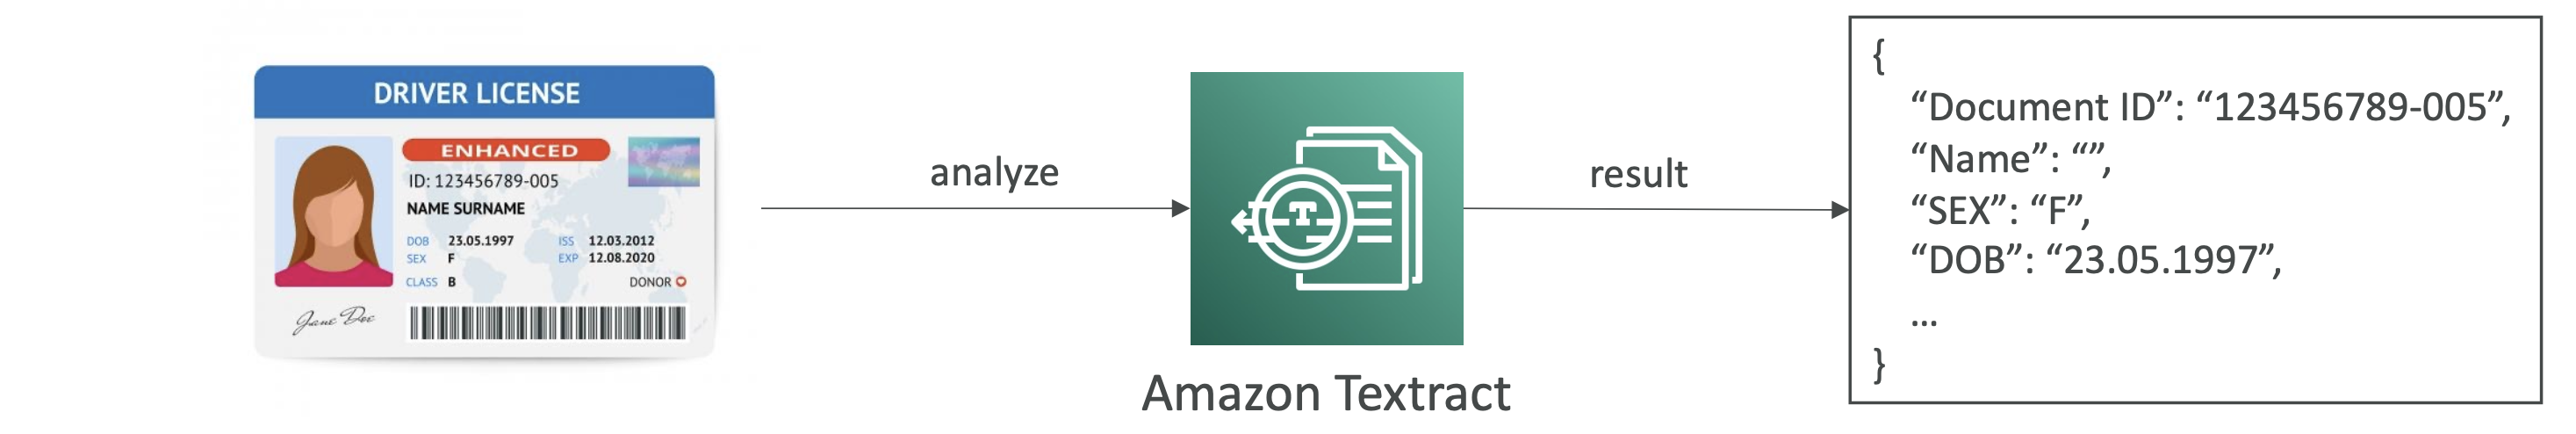 DRIVER LICENSE
ENHANCED
ID: 123456789-005
NAME SURNAME
DOB 23.05.1997 ISS 12.03.2012
SEX F EXP 12.08.2020
CLASS B DONOR
Jane Doe
analyze
Amazon Textract
result
{
“Document ID”: “123456789-005”,
“Name”: “”,
“SEX”: “F”,
“DOB”: “23.05.1997”,
...
}